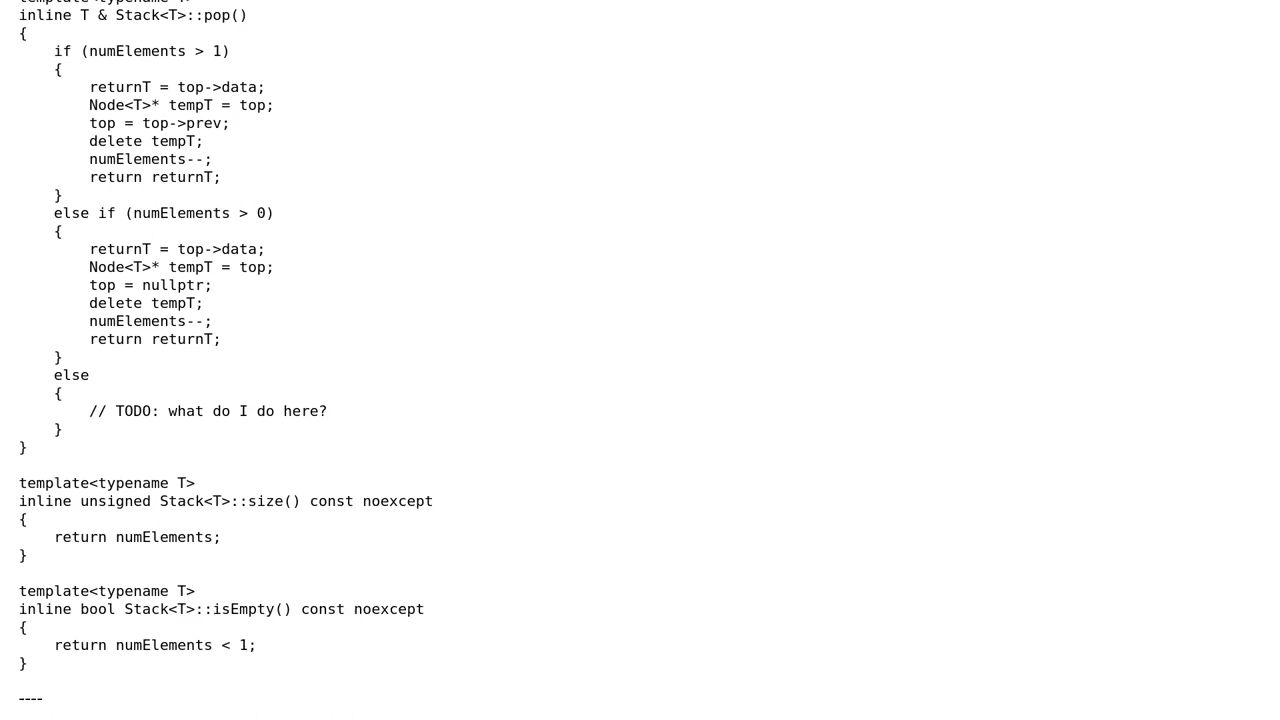 template<typename T>
inline T & Stack<T>::pop()
{
    if (numElements > 1)
    {
        returnT = top->data;
        Node<T>* tempT = top;
        top = top->prev;
        delete tempT;
        numElements--;
        return returnT;
    }
    else if (numElements > 0)
    {
        returnT = top->data;
        Node<T>* tempT = top;
        top = nullptr;
        delete tempT;
        numElements--;
        return returnT;
    }
    else
    {
        // TODO: what do I do here?
    }
}

template<typename T>
inline unsigned Stack<T>::size() const noexcept
{
    return numElements;
}

template<typename T>
inline bool Stack<T>::isEmpty() const noexcept
{
    return numElements < 1;
}

----